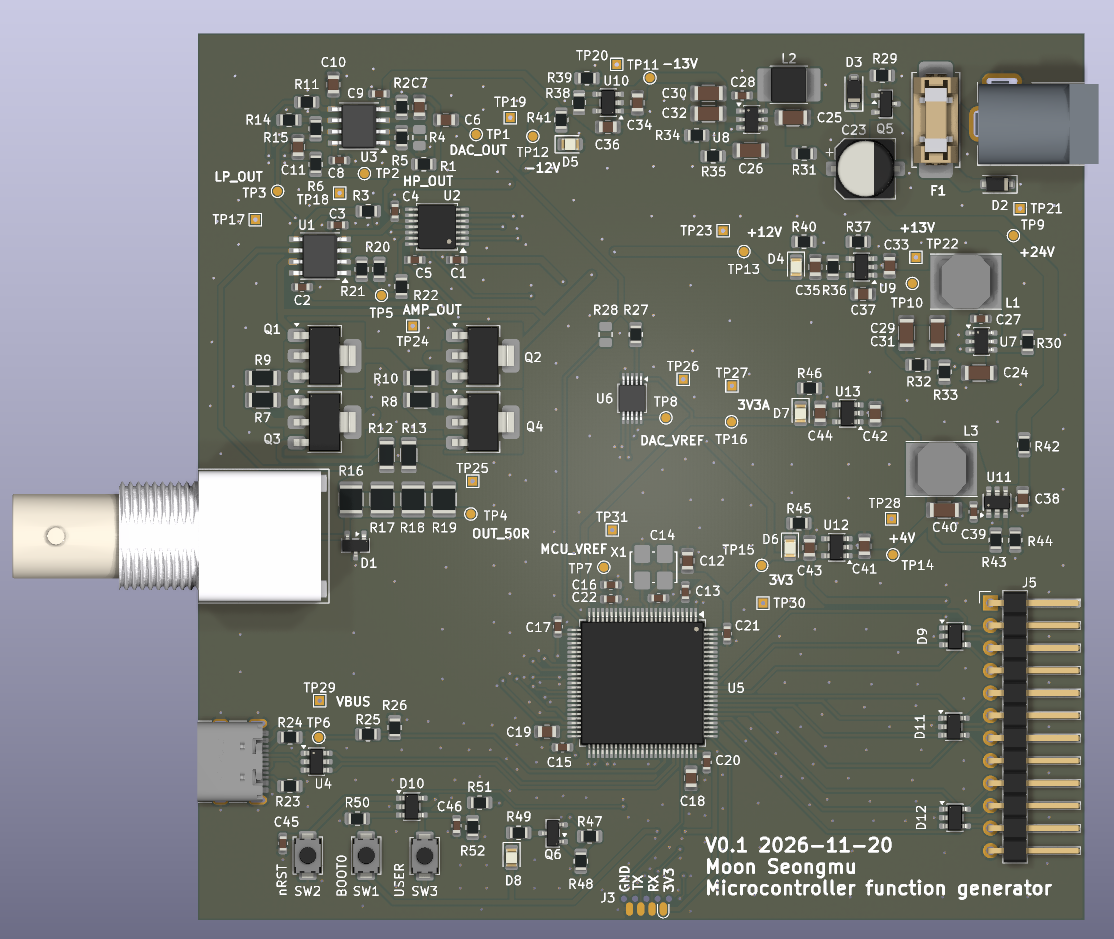 TP20
TP11 -13V
L2
D3
R29
C10
R39
U10
R11
C9
R2 C7
R38
C30
C28
TP19
R14
C6
R41
C34
C32
C25
Q5
R15
R4
TP1
DAC_OUT
TP12
-12V
D5
C36
R34
U8
C23
U3
R5
R1
R35
C26
R31
C11
C8
TP2
HP_OUT
F1
LP_OUT
TP3
R6
TP18
R3
C4
U2
D2
TP21
TP17
C3
TP9
+24V
U1
R20
TP23
+12V
R40
R37
+13V
C33
TP22
TP13
D4
C5
C1
R21
R22
C35
R36
U9
TP10
C37
L1
C2
TP5
AMP_OUT
TP24
Q1
Q2
R28
R27
C29
C31
C27
U7
R30
R9
R10
R8
R7
TP26
TP27
R46
U13
R32
R33
C24
U6
TP8
3V3A
D7
Q3
Q4
DAC_VREF
TP16
C44
C42
R12
R13
L3
R42
R16
TP25
U11
R17
R18
R19
TP4
OUT_50R
TP31
R45
U12
TP28
C40
C39
C38
D1
MCU_VREF
X1
C14
TP15
D6
+4V
R43
R44
TP7
C12
3V3
C43
C41
TP14
C16
C22
C13
TP30
J5
C17
C21
D9
U5
TP29
VBUS
R24
TP6
R25
R26
C19
D11
C15
C20
U4
R23
C18
D10
R51
R50
C46
R49
R47
D12
C45
R52
Q6
nRST
SW2
BOOT0
SW1
USER
SW3
D8
R48
V0.1 2026-11-20
Moon Seongmu
Microcontroller function generator
J3
GND
TX
RX
3V3